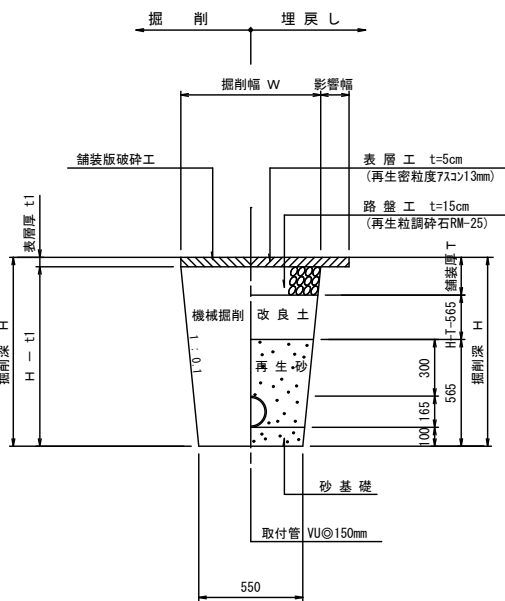 掘 削 埋 戻 し
掘削幅 W 影響幅
舗装版破砕工
表 層 工 t=5cm
(再生密粒度アスコン13mm)
路 盤 工 t=15cm
(再生粒調砕石RM-25)
表層厚 t1
舗装厚 T
機械掘削 改 良 土
H-T-565
掘削深 H
H－t1
1 : 0.1
再 生 砂
300
565
掘削深 H
165
100
砂 基 礎
取付管 VU◎150mm
550